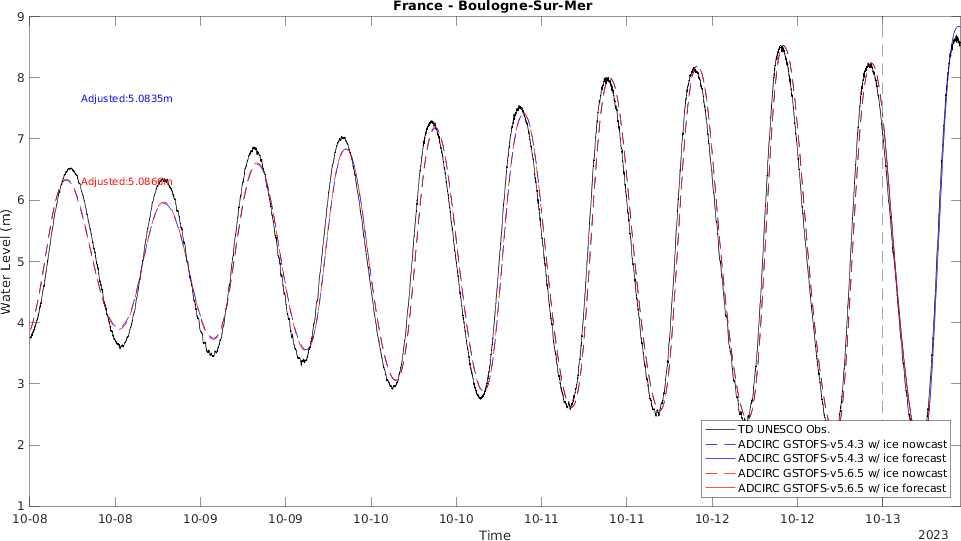 France - Boulogne-Sur-Mer
9
8
7
6
5
4
3
2
1
Water Level (m)
Adjusted:5.0835m
Adjusted:5.0866m
TD UNESCO Obs.
ADCIRC GSTOFS-v5.4.3 w/ ice nowcast
ADCIRC GSTOFS-v5.4.3 w/ ice forecast
ADCIRC GSTOFS-v5.6.5 w/ ice nowcast
ADCIRC GSTOFS-v5.6.5 w/ ice forecast
10-08 10-08 10-09 10-09 10-10 10-10 10-11 10-11 10-12 10-12 10-13
Time
2023